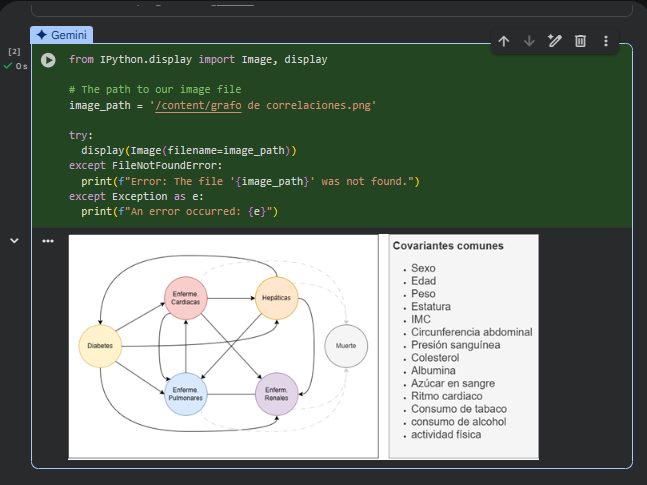 Gemini
[2]
0 s
from IPython.display import Image, display
# The path to our image file
image_path = '/content/grafo de correlaciones.png'
try:
display(Image(filename=image_path))
except FileNotFoundError:
print(f"Error: The file '{image_path}' was not found.")
except Exception as e:
print(f"An error occurred: {e}")
Enferme.
Cardiacas
Hepáticas
Diabetes
Muerte
Enferme.
Pulmonares
Enferm.
Renales
Covariantes comunes
Sexo
Edad
Peso
Estatura
IMC
Circunferencia abdominal
Presión sanguínea
Colesterol
Albumina
Azúcar en sangre
Ritmo cardiaco
Consumo de tabaco
consumo de alcohol
actividad física